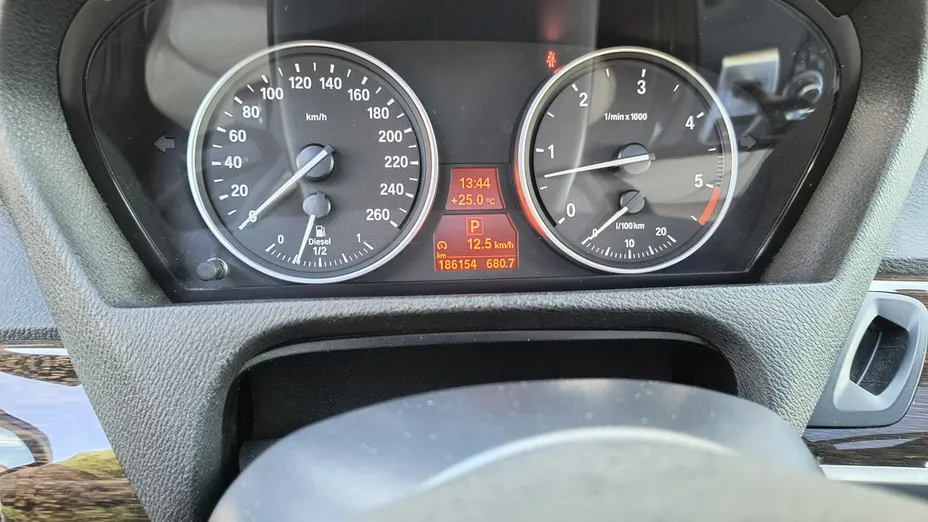 0 20 40 60 80 100 120 140 160 180 200 220 240 260
km/h
0 1/2 1
Diesel
13:44
+25.0 °C
P
12.5 km/h
km
186154 680.7
0 1 2 3 4 5
1/min x 1000
l/100km
10 20